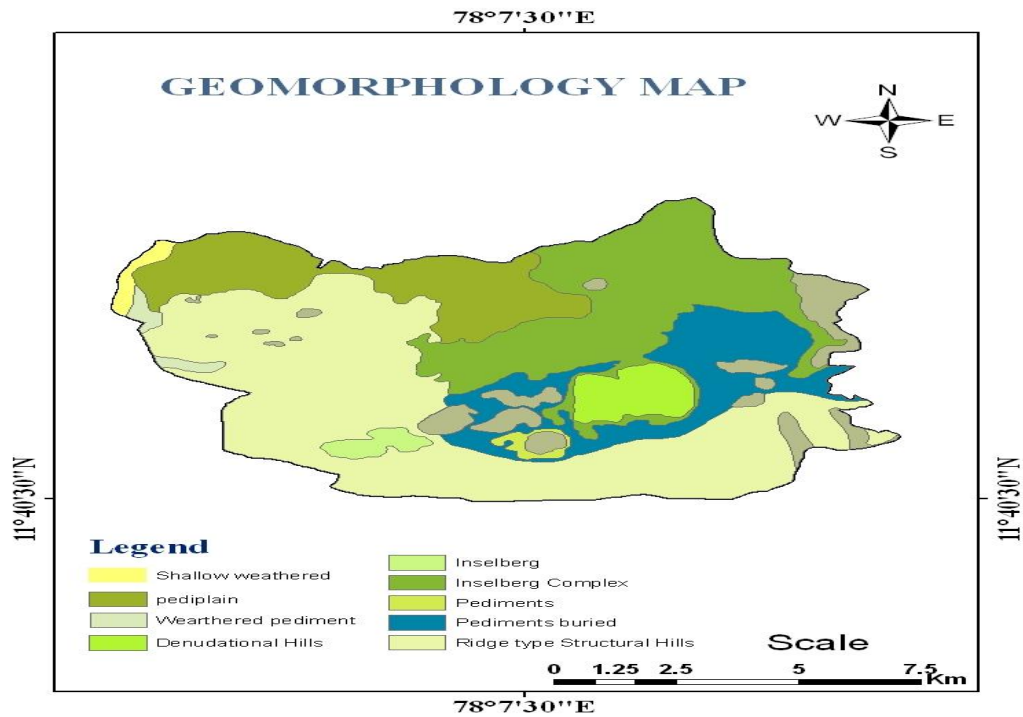 78°7'30"E
GEOMORPHOLOGY MAP
N
W E
S
11°40'30"N
11°40'30"N
Legend
Shallow weathered
pediplain
Wearthered pediment
Denudational Hills
Inselberg
Inselberg Complex
Pediments
Pediments buried
Ridge type Structural Hills
Scale
0 1.25 2.5 5 7.5
Km
78°7'30"E